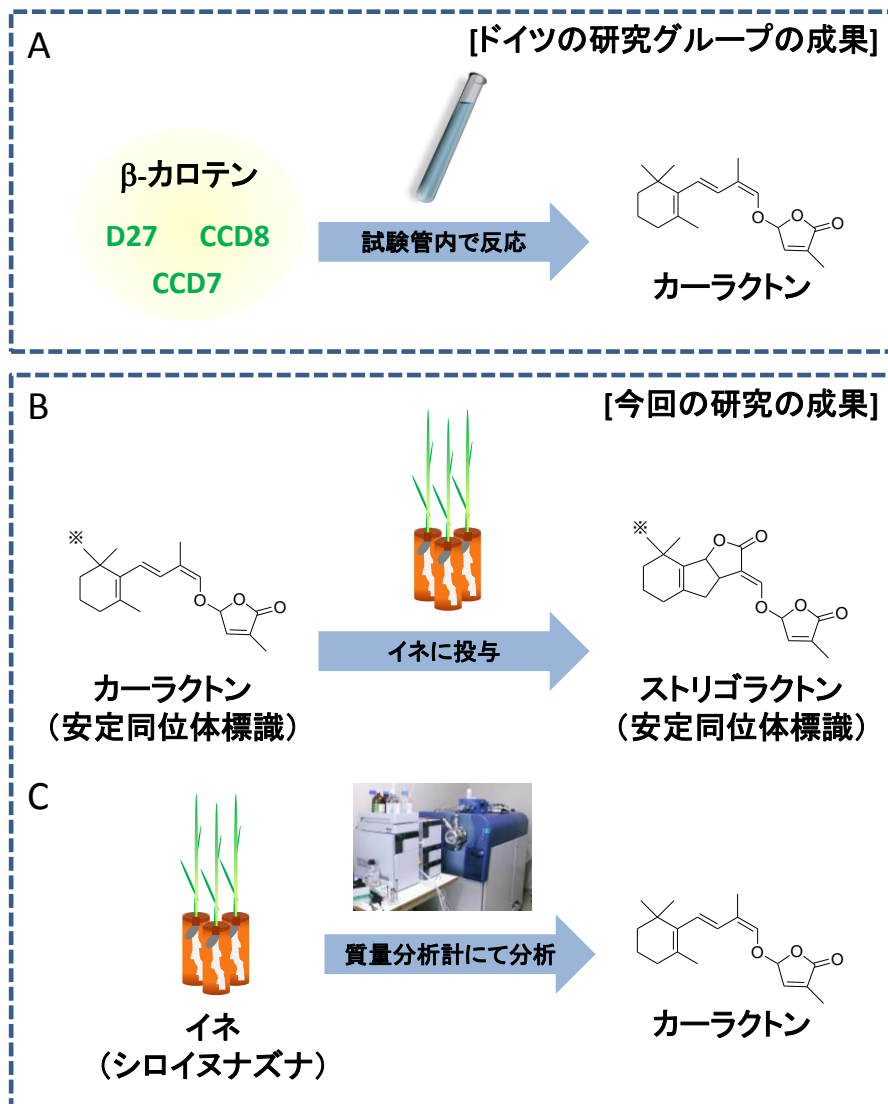 A
[ドイツの研究グループの成果]
β-カロテン
D27 CCD8
CCD7
試験管内で反応
O
O
O
カーラクトン
B
[今回の研究の成果]
※
O
O
O
カーラクトン
（安定同位体標識）
イネに投与
※
O
O
O
O
O
ストリゴラクトン
（安定同位体標識）
C
イネ
（シロイヌナズナ）
質量分析計にて分析
O
O
O
カーラクトン